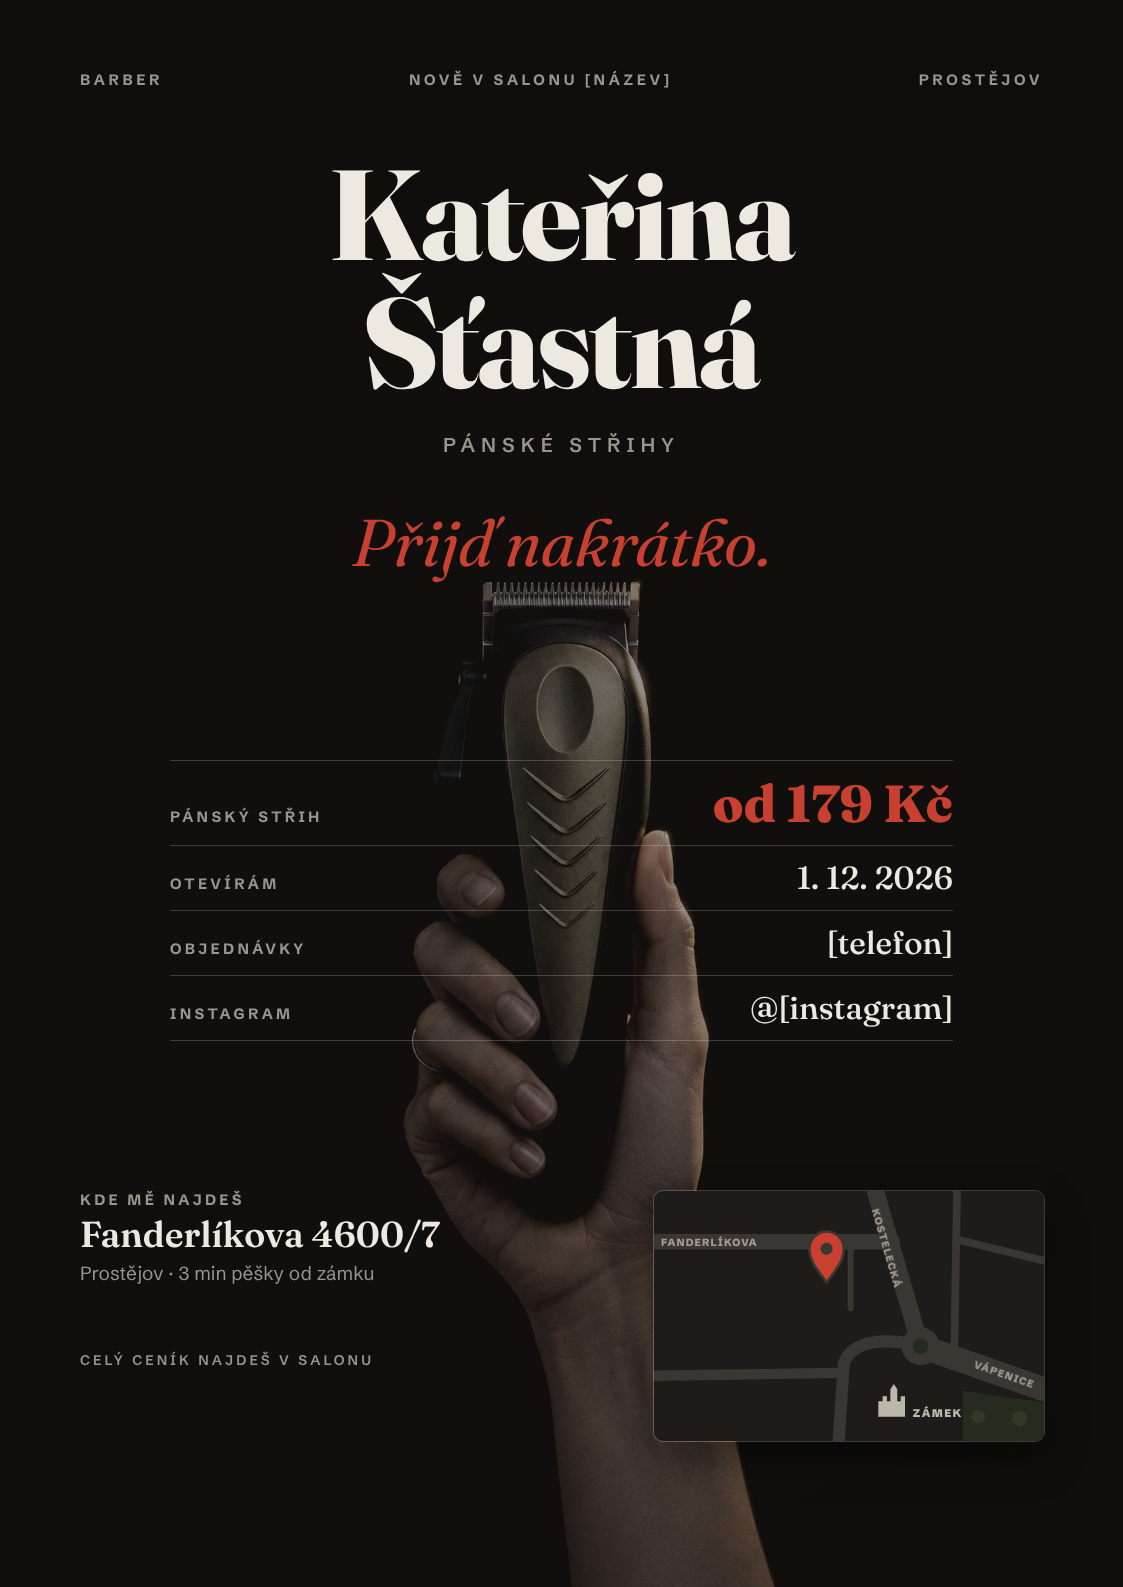 BARBER
NOVĚ V SALONU [NÁZEV]
PROSTĚJOV
Kateřina
Šťastná
PÁNSKÉ STŘIHY
Přijď nakrátko.
PÁNSKÝ STŘIH
od 179 Kč
OTEVÍRÁM
1. 12. 2026
OBJEDNÁVKY
[telefon]
INSTAGRAM
@[instagram]
KDE MĚ NAJDEŠ
Fanderlíkova 4600/7
Prostějov · 3 min pěšky od zámku
CELÝ CENÍK NAJDEŠ V SALONU
FANDERLÍKOVA
KOSTELECKÁ
VÁPENICE
ZÁMEK